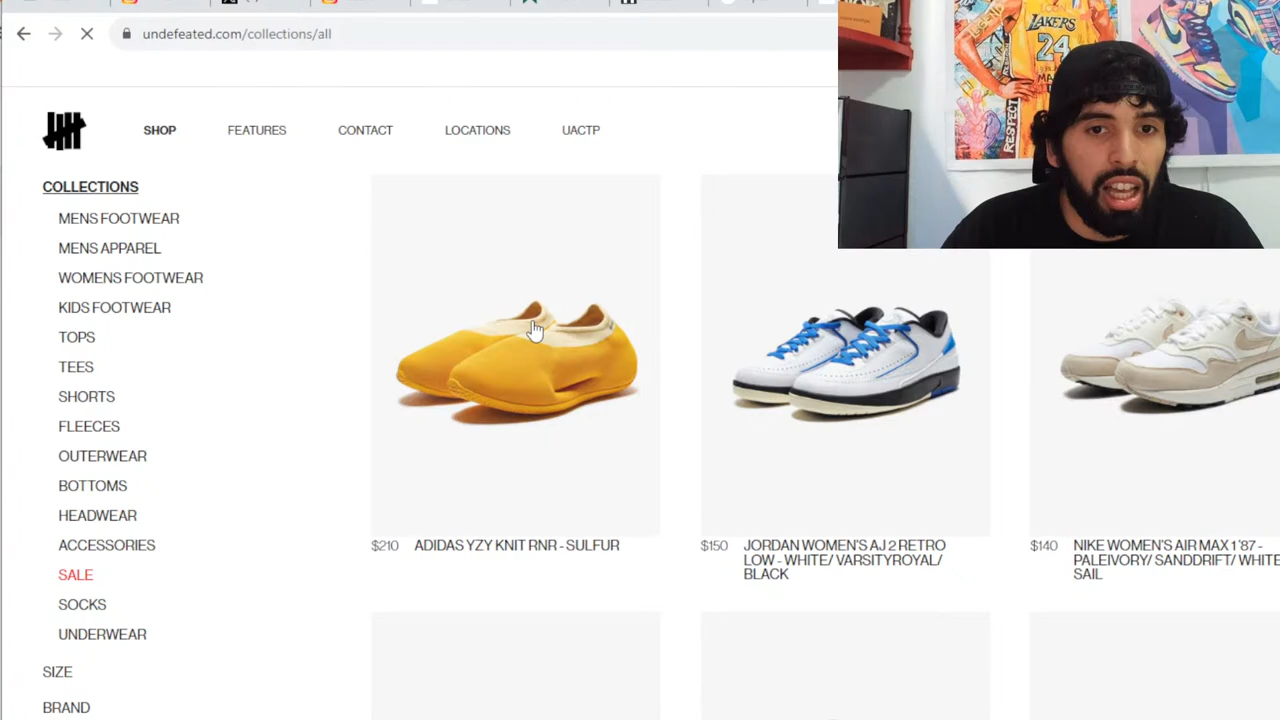 undefeated.com/collections/all
LAKERS
24
RESPECT
SHOP
FEATURES
CONTACT
LOCATIONS
UACTP
COLLECTIONS
MENS FOOTWEAR
MENS APPAREL
WOMENS FOOTWEAR
KIDS FOOTWEAR
TOPS
TEES
SHORTS
FLEECES
OUTERWEAR
BOTTOMS
HEADWEAR
ACCESSORIES
SALE
SOCKS
UNDERWEAR
SIZE
BRAND
$210 ADIDAS YZY KNIT RNR - SULFUR
$150 JORDAN WOMEN'S AJ 2 RETRO
LOW - WHITE/ VARSITYROYAL/
BLACK
$140 NIKE WOMEN'S AIR MAX 1 '87 -
PALEIVORY/ SANDDRIFT/ WHITE
SAIL